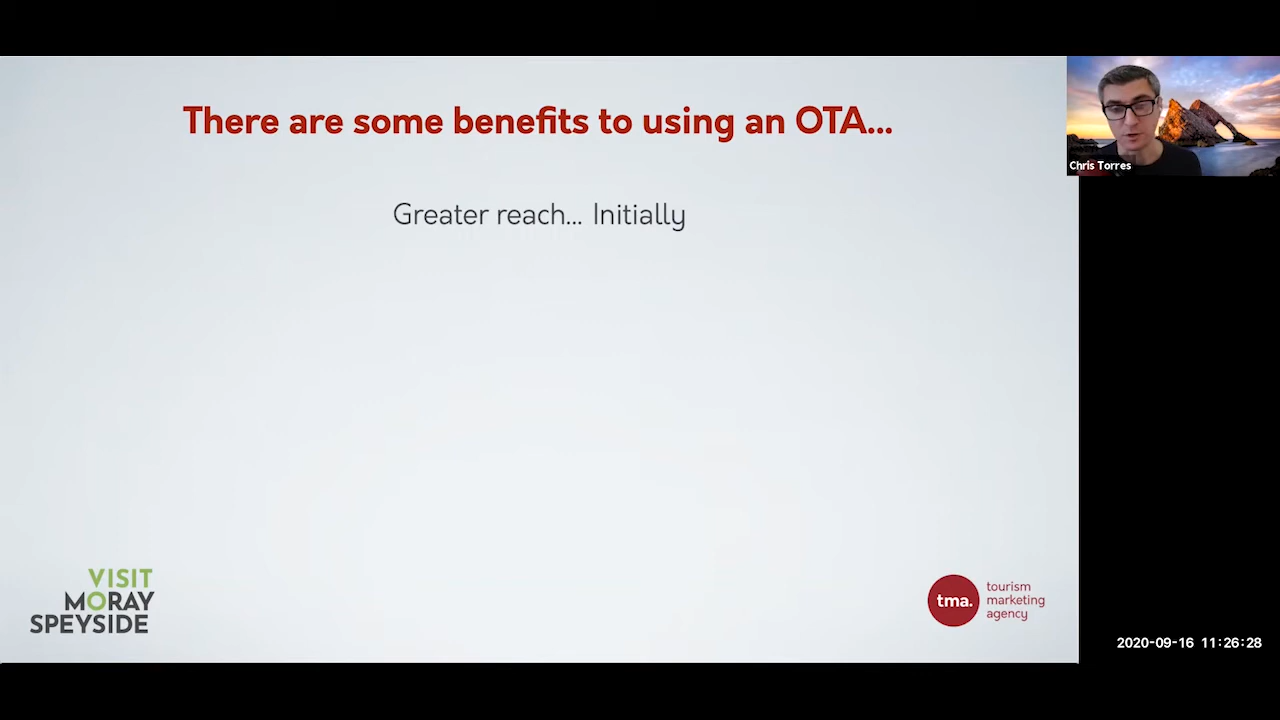 There are some benefits to using an OTA...
Greater reach... Initially
Chris Torres
VISIT
MORAY
SPEYSIDE
tma.
tourism
marketing
agency
2020-09-16 11:26:28